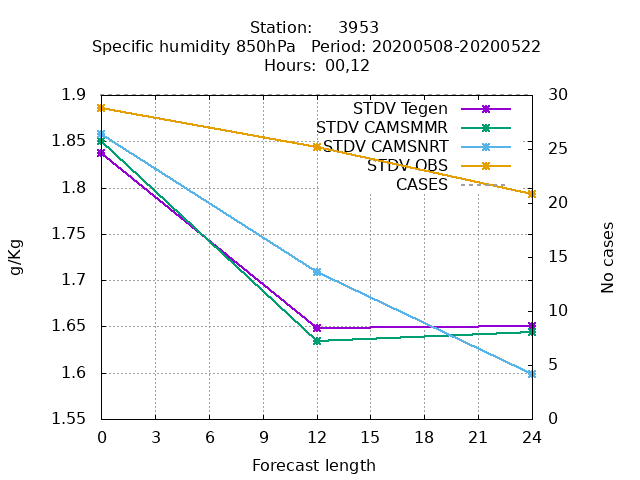 Station: 3953
Specific humidity 850hPa Period: 20200508-20200522
Hours: 00,12
1.9
1.85
1.8
1.75
1.7
1.65
1.6
1.55
g/Kg
STDV Tegen
STDV CAMSMMR
STDV CAMSNRT
STDV OBS
CASES
30
25
20
15
10
5
0
No cases
0 3 6 9 12 15 18 21 24
Forecast length